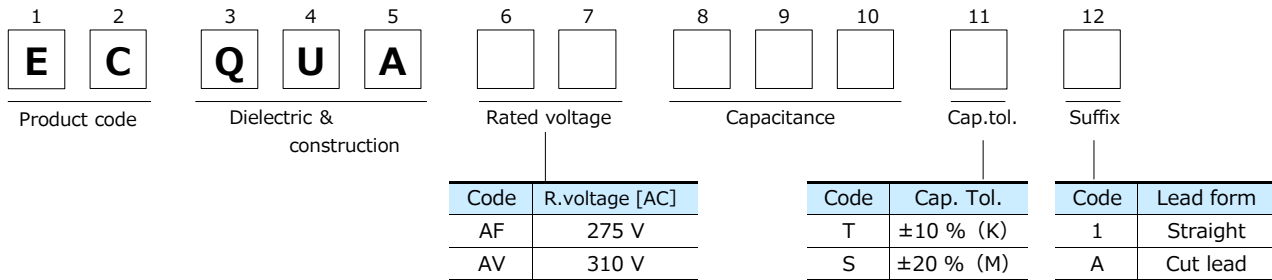 1 2 3 4 5 6 7 8 9 10 11 12
E C Q U A
Product code Dielectric & Rated voltage Capacitance Cap.tol. Suffix
construction
Code R.voltage [AC] Code Cap. Tol. Code Lead form
AF 275 V T ±10 % (K) 1 Straight
AV 310 V S ±20 % (M) A Cut lead